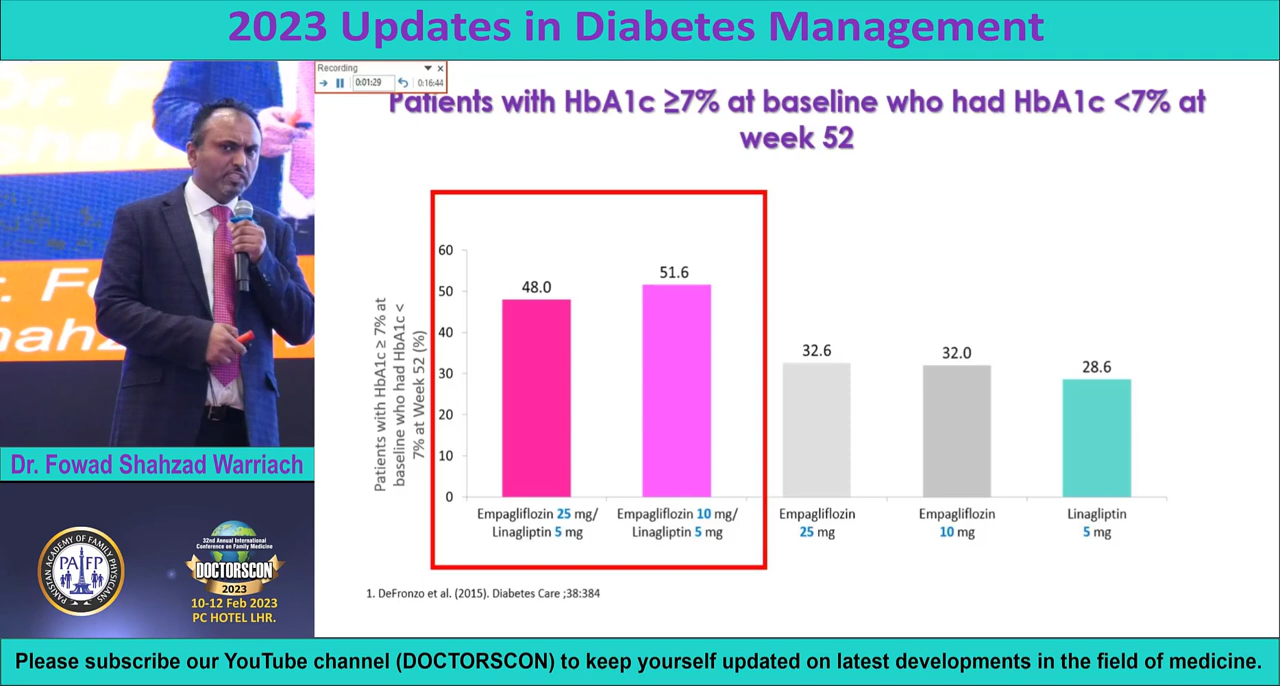 2023 Updates in Diabetes Management
Recording
0:01:29
0:16:44
Patients with HbA1c ≥7% at baseline who had HbA1c <7% at
week 52
Patients with HbA1c ≥ 7% at
baseline who had HbA1c <
7% at Week 52 (%)
60
50
40
30
20
10
0
48.0
51.6
32.6
32.0
28.6
Empagliflozin 25 mg/
Linagliptin 5 mg
Empagliflozin 10 mg/
Linagliptin 5 mg
Empagliflozin
25 mg
Empagliflozin
10 mg
Linagliptin
5 mg
1. DeFronzo et al. (2015). Diabetes Care ;38:384
Dr. Fowad Shahzad Warriach
PAKISTAN ACADEMY OF FAMILY PHYSICIANS
PAFP
32nd Annual International
Conference on Family Medicine
DOCTORSCON
2023
10-12 Feb 2023
PC HOTEL LHR.
Please subscribe our YouTube channel (DOCTORSCON) to keep yourself updated on latest developments in the field of medicine.